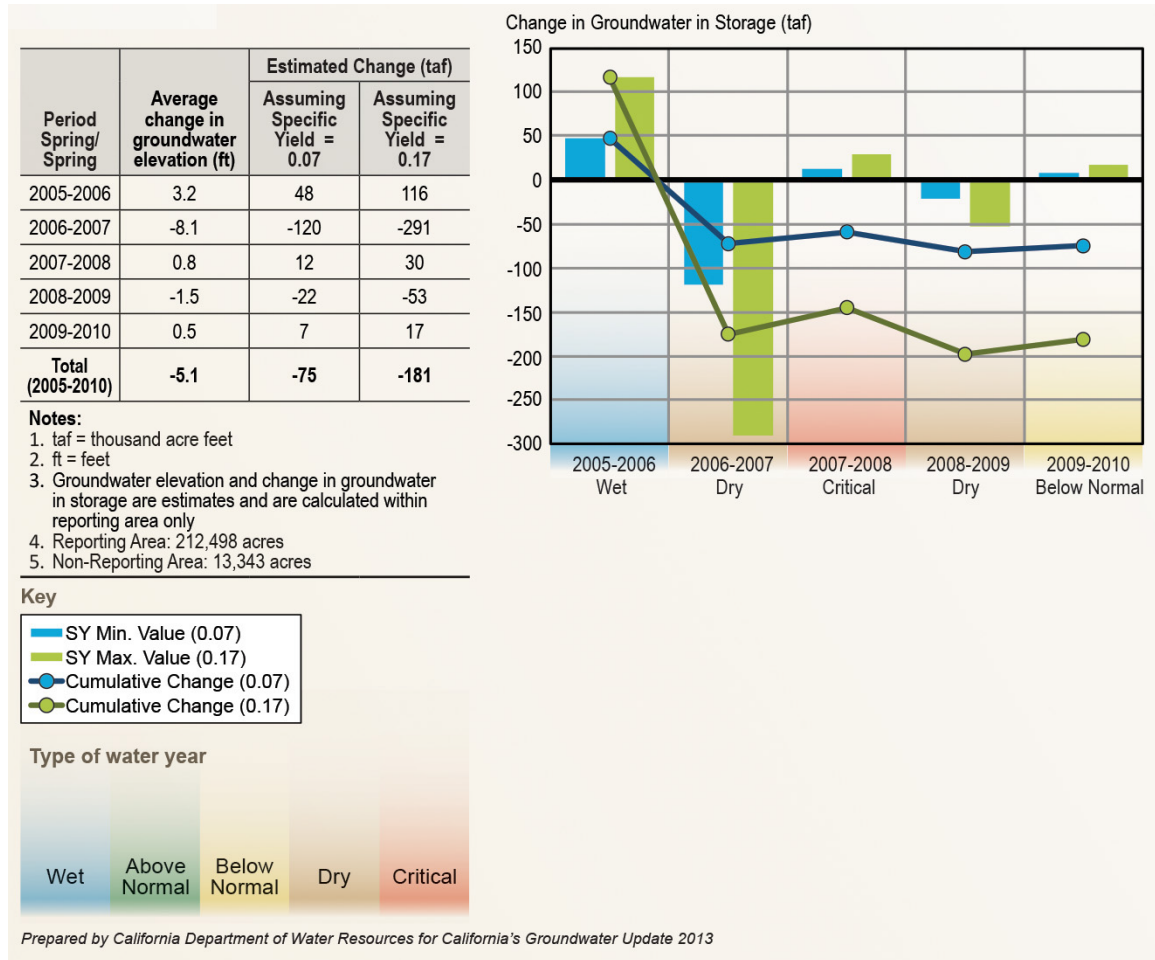 Period Spring/ Spring
Average change in groundwater elevation (ft)
Estimated Change (taf)
Assuming Specific Yield = 0.07
Assuming Specific Yield = 0.17
2005-2006 3.2 48 116
2006-2007 -8.1 -120 -291
2007-2008 0.8 12 30
2008-2009 -1.5 -22 -53
2009-2010 0.5 7 17
Total (2005-2010) -5.1 -75 -181
Notes:
1. taf = thousand acre feet
2. ft = feet
3. Groundwater elevation and change in groundwater
in storage are estimates and are calculated within
reporting area only
4. Reporting Area: 212,498 acres
5. Non-Reporting Area: 13,343 acres
Key
SY Min. Value (0.07)
SY Max. Value (0.17)
Cumulative Change (0.07)
Cumulative Change (0.17)
Type of water year
Wet
Above Normal
Below Normal
Dry
Critical
Change in Groundwater in Storage (taf)
150
100
50
0
-50
-100
-150
-200
-250
-300
2005-2006 2006-2007 2007-2008 2008-2009 2009-2010
Wet Dry Critical Dry Below Normal
Prepared by California Department of Water Resources for California's Groundwater Update 2013